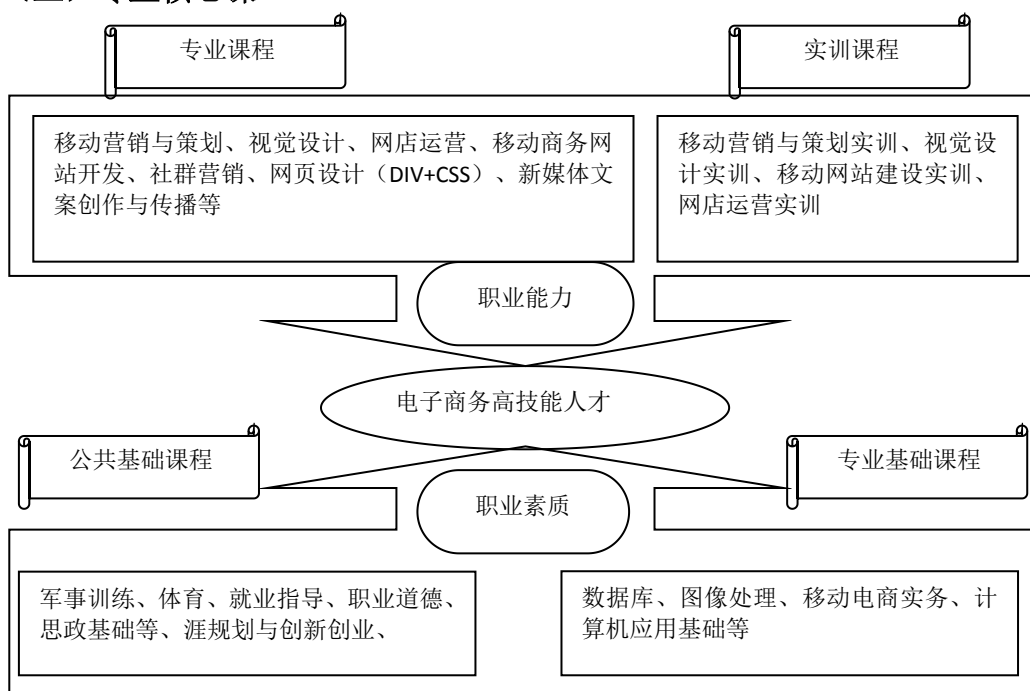 专业课程
实训课程
移动营销与策划、视觉设计、网店运营、移动商务网
站开发、社群营销、网页设计（DIV+CSS）、新媒体文
案创作与传播等
移动营销与策划实训、视觉设
计实训、移动网站建设实训、
网店运营实训
职业能力
电子商务高技能人才
公共基础课程
专业基础课程
职业素质
军事训练、体育、就业指导、职业道德、
思政基础等、涯规划与创新创业、
数据库、图像处理、移动电商实务、计
算机应用基础等